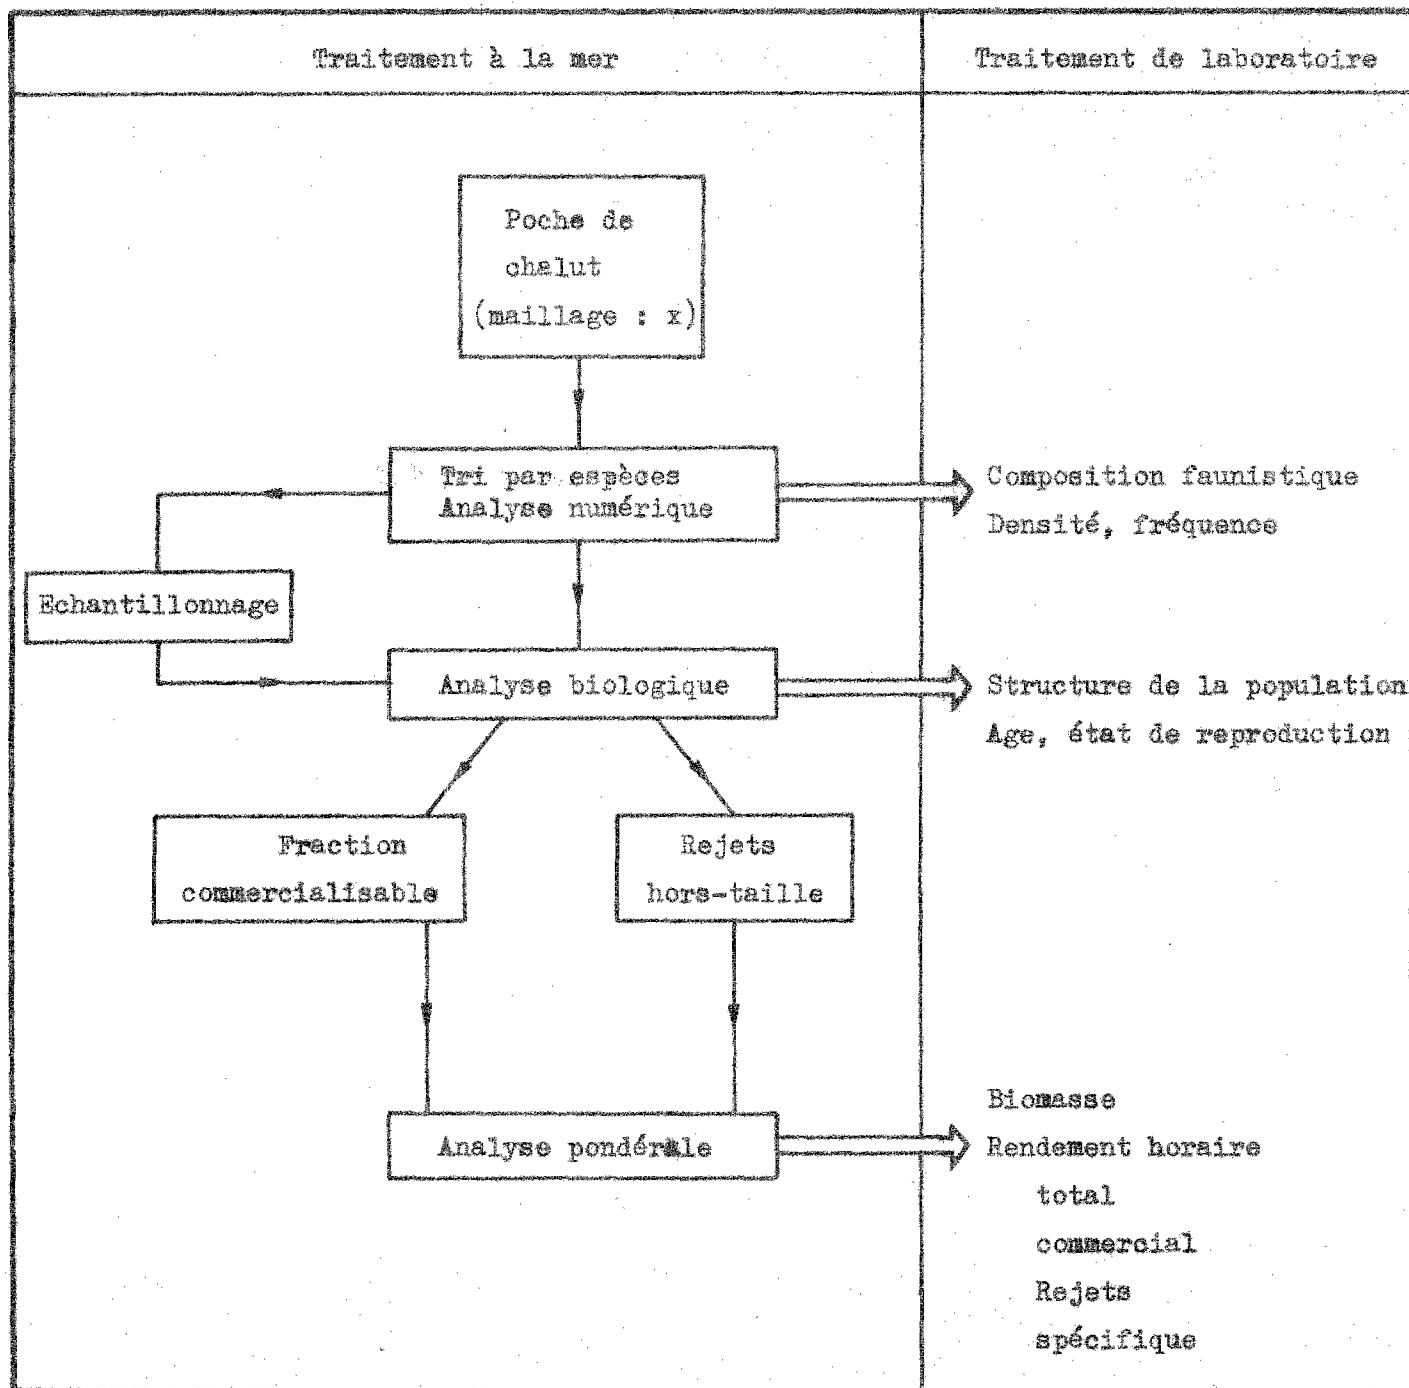 Traitement à la mer
Traitement de laboratoire
Poche de
chalut
(maillage : x)
Tri par espèces
Analyse numérique
Composition faunistique
Densité, fréquence
Echantillonnage
Analyse biologique
Structure de la population
Age, état de reproduction
Fraction
commercialisable
Rejets
hors-taille
Analyse pondérale
Biomasse
Rendement horaire
total
commercial
Rejets
spécifique